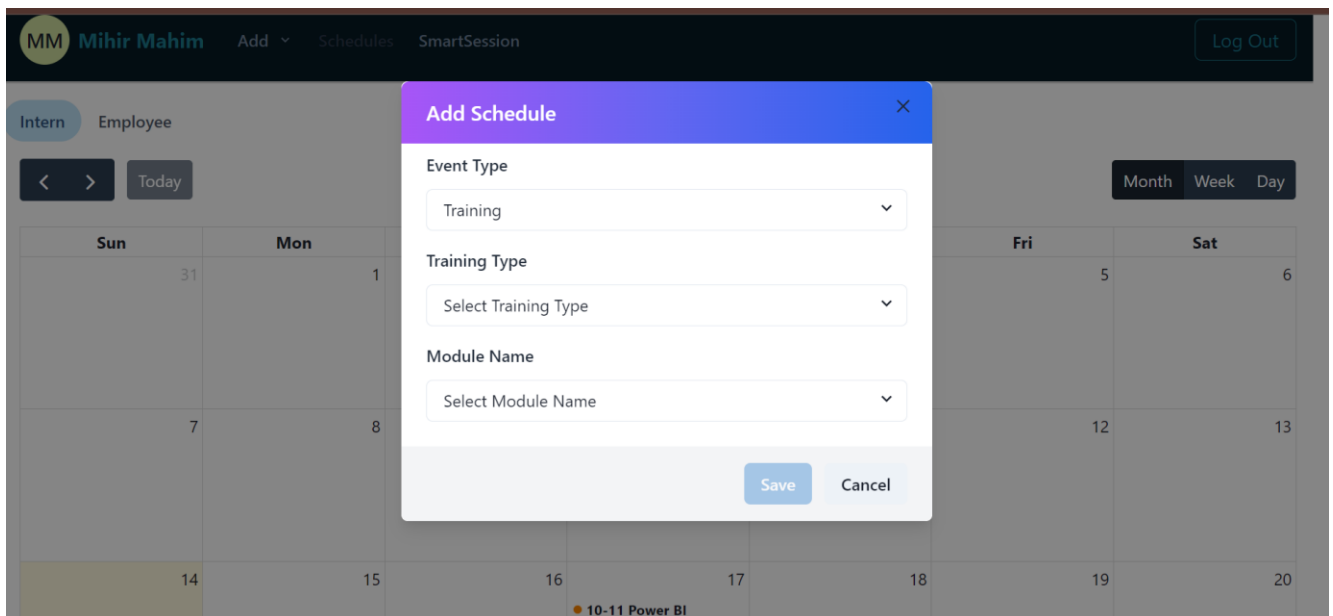 MM Mihir Mahim Add Schedules SmartSession Log Out
Intern Employee
Today
Month Week Day
Add Schedule
Event Type
Training
Training Type
Select Training Type
Module Name
Select Module Name
Save Cancel
Sun Mon Fri Sat
31 1 5 6
7 8 12 13
14 15 16 17 18 19 20
10-11 Power BI